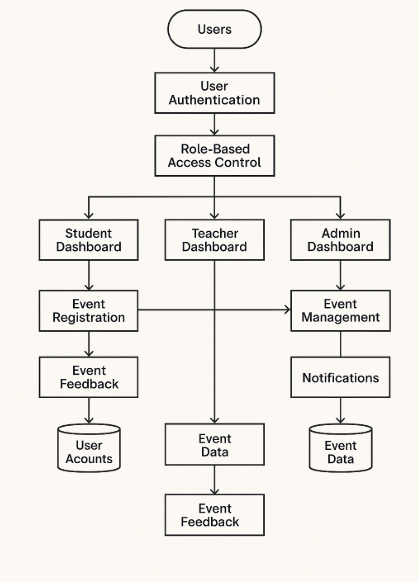 Users
User
Authentication
Role-Based
Access Control
Student
Dashboard
Teacher
Dashboard
Admin
Dashboard
Event
Registration
Event
Management
Event
Feedback
Notifications
User
Acounts
Event
Data
Event
Data
Event
Feedback